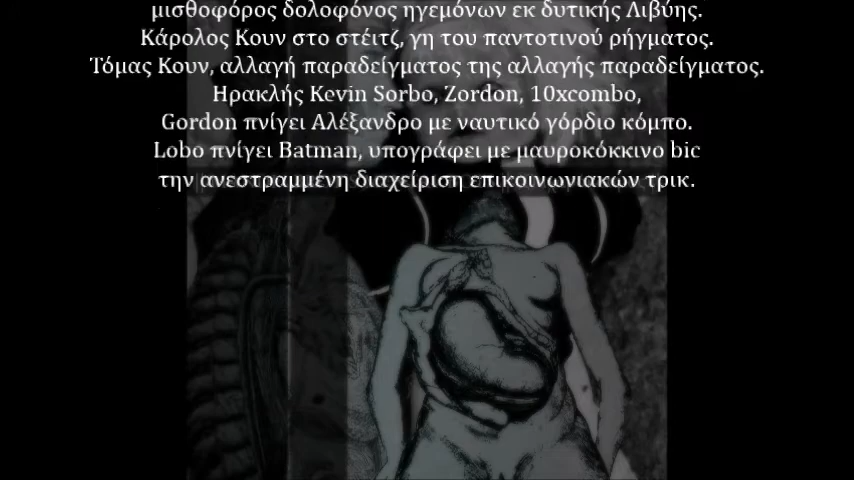 μισθοφόρος δολοφόνος ηγεμόνων εκ δυτικής Λιβύης.
Κάρολος Κουν στο στέιτζ, γη του παντοτινού ρήγματος.
Τόμας Κουν, αλλαγή παραδείγματος της αλλαγής παραδείγματος.
Ηρακλής Kevin Sorbo, Zordon, 10xcombo,
Gordon πνίγει Αλέξανδρο με ναυτικό γόρδιο κόμπο.
Lobo πνίγει Batman, υπογράφει με μαυροκόκκινο bic
την ανεστραμμένη διαχείριση επικοινωνιακών τρικ.